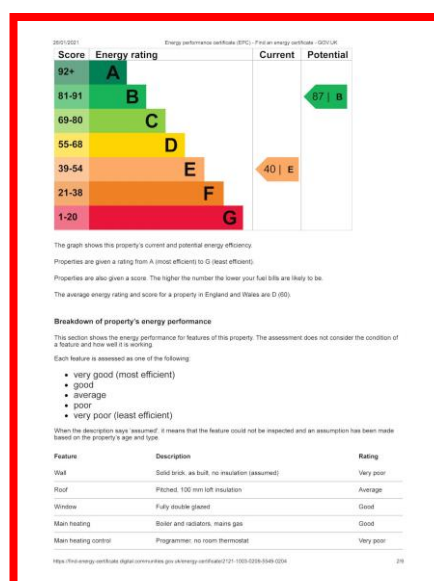 26/01/2021 Energy performance certificate (EPC) - Find an energy certificate - GOV.UK
Score Energy rating Current Potential
92+ A
81-91 B 87 | B
69-80 C
55-68 D
39-54 E 40 | E
21-38 F
1-20 G
The graph shows this property's current and potential energy efficiency.
Properties are given a rating from A (most efficient) to G (least efficient).
Properties are also given a score. The higher the number the lower your fuel bills are likely to be.
The average energy rating and score for a property in England and Wales are D (60).
Breakdown of property's energy performance
This section shows the energy performance for features of this property. The assessment does not consider the condition of
a feature and how well it is working.
Each feature is assessed as one of the following:
• very good (most efficient)
• good
• average
• poor
• very poor (least efficient)
When the description says 'assumed', it means that the feature could not be inspected and an assumption has been made
based on the property's age and type.
Feature Description Rating
Wall Solid brick, as built, no insulation (assumed) Very poor
Roof Pitched, 100 mm loft insulation Average
Window Fully double glazed Good
Main heating Boiler and radiators, mains gas Good
Main heating control Programmer, no room thermostat Very poor
2/6